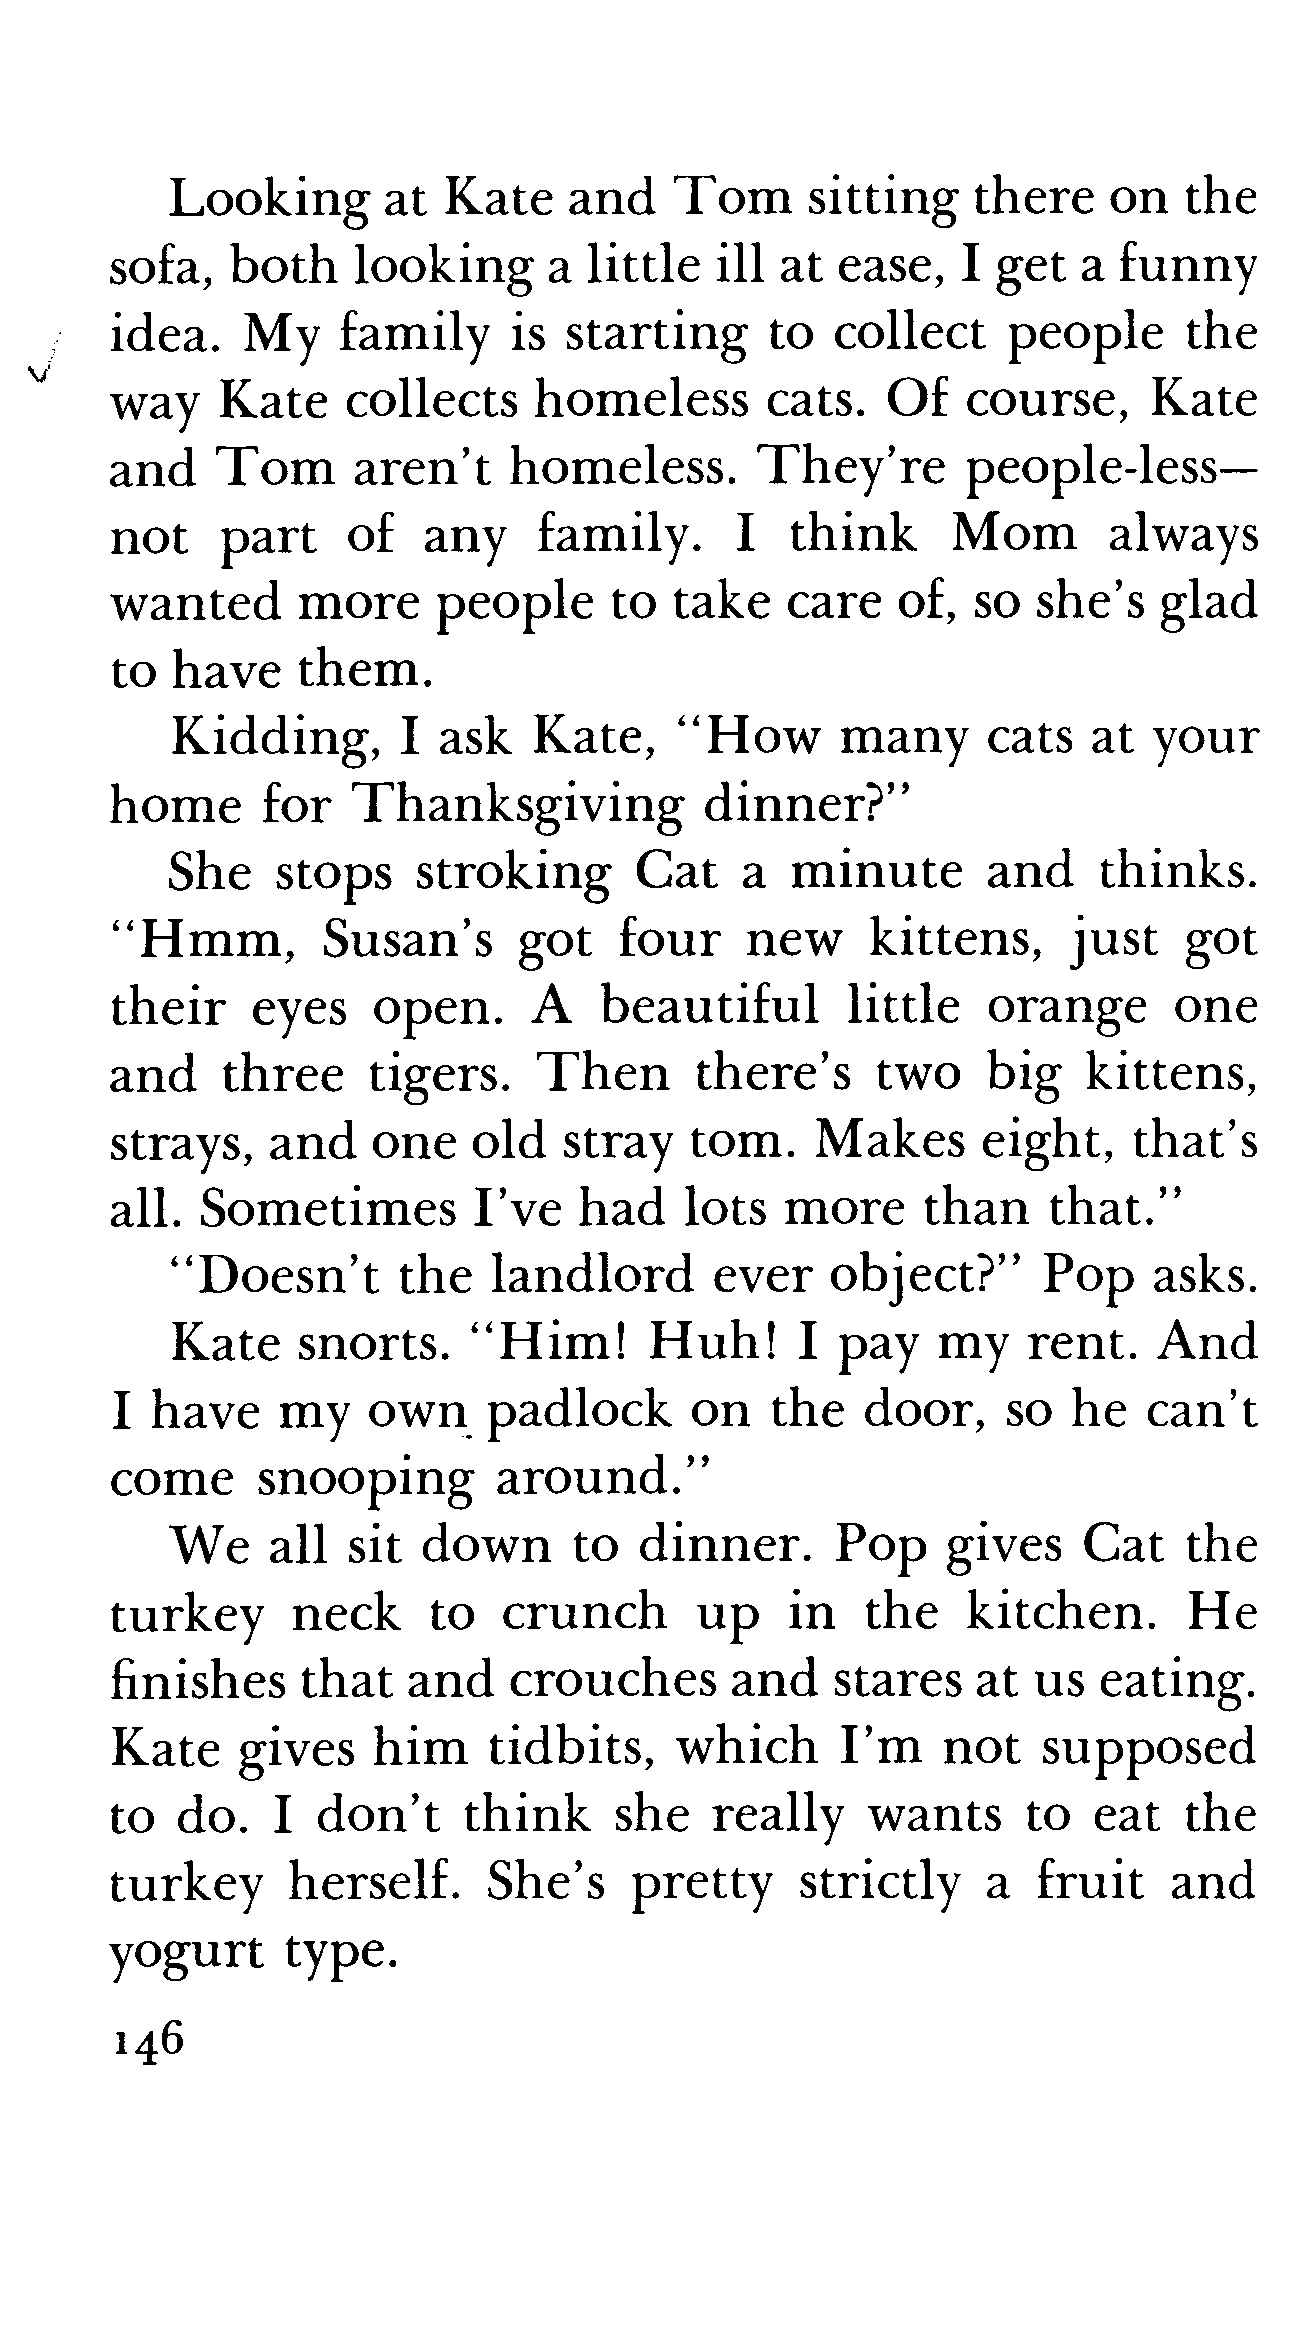 Looking at Kate and Tom sitting there on the
sofa, both looking a little ill at ease, I get a funny
idea. My family is starting to collect people the
way Kate collects homeless cats. Of course, Kate
and Tom aren't homeless. They're people-less—
not part of any family. I think Mom always
wanted more people to take care of, so she's glad
to have them.
Kidding, I ask Kate, "How many cats at your
home for Thanksgiving dinner?"
She stops stroking Cat a minute and thinks.
"Hmm, Susan's got four new kittens, just got
their eyes open. A beautiful little orange one
and three tigers. Then there's two big kittens,
strays, and one old stray tom. Makes eight, that's
all. Sometimes I've had lots more than that."
"Doesn't the landlord ever object?" Pop asks.
Kate snorts. "Him! Huh! I pay my rent. And
I have my own padlock on the door, so he can't
come snooping around."
We all sit down to dinner. Pop gives Cat the
turkey neck to crunch up in the kitchen. He
finishes that and crouches and stares at us eating.
Kate gives him tidbits, which I'm not supposed
to do. I don't think she really wants to eat the
turkey herself. She's pretty strictly a fruit and
yogurt type.
146